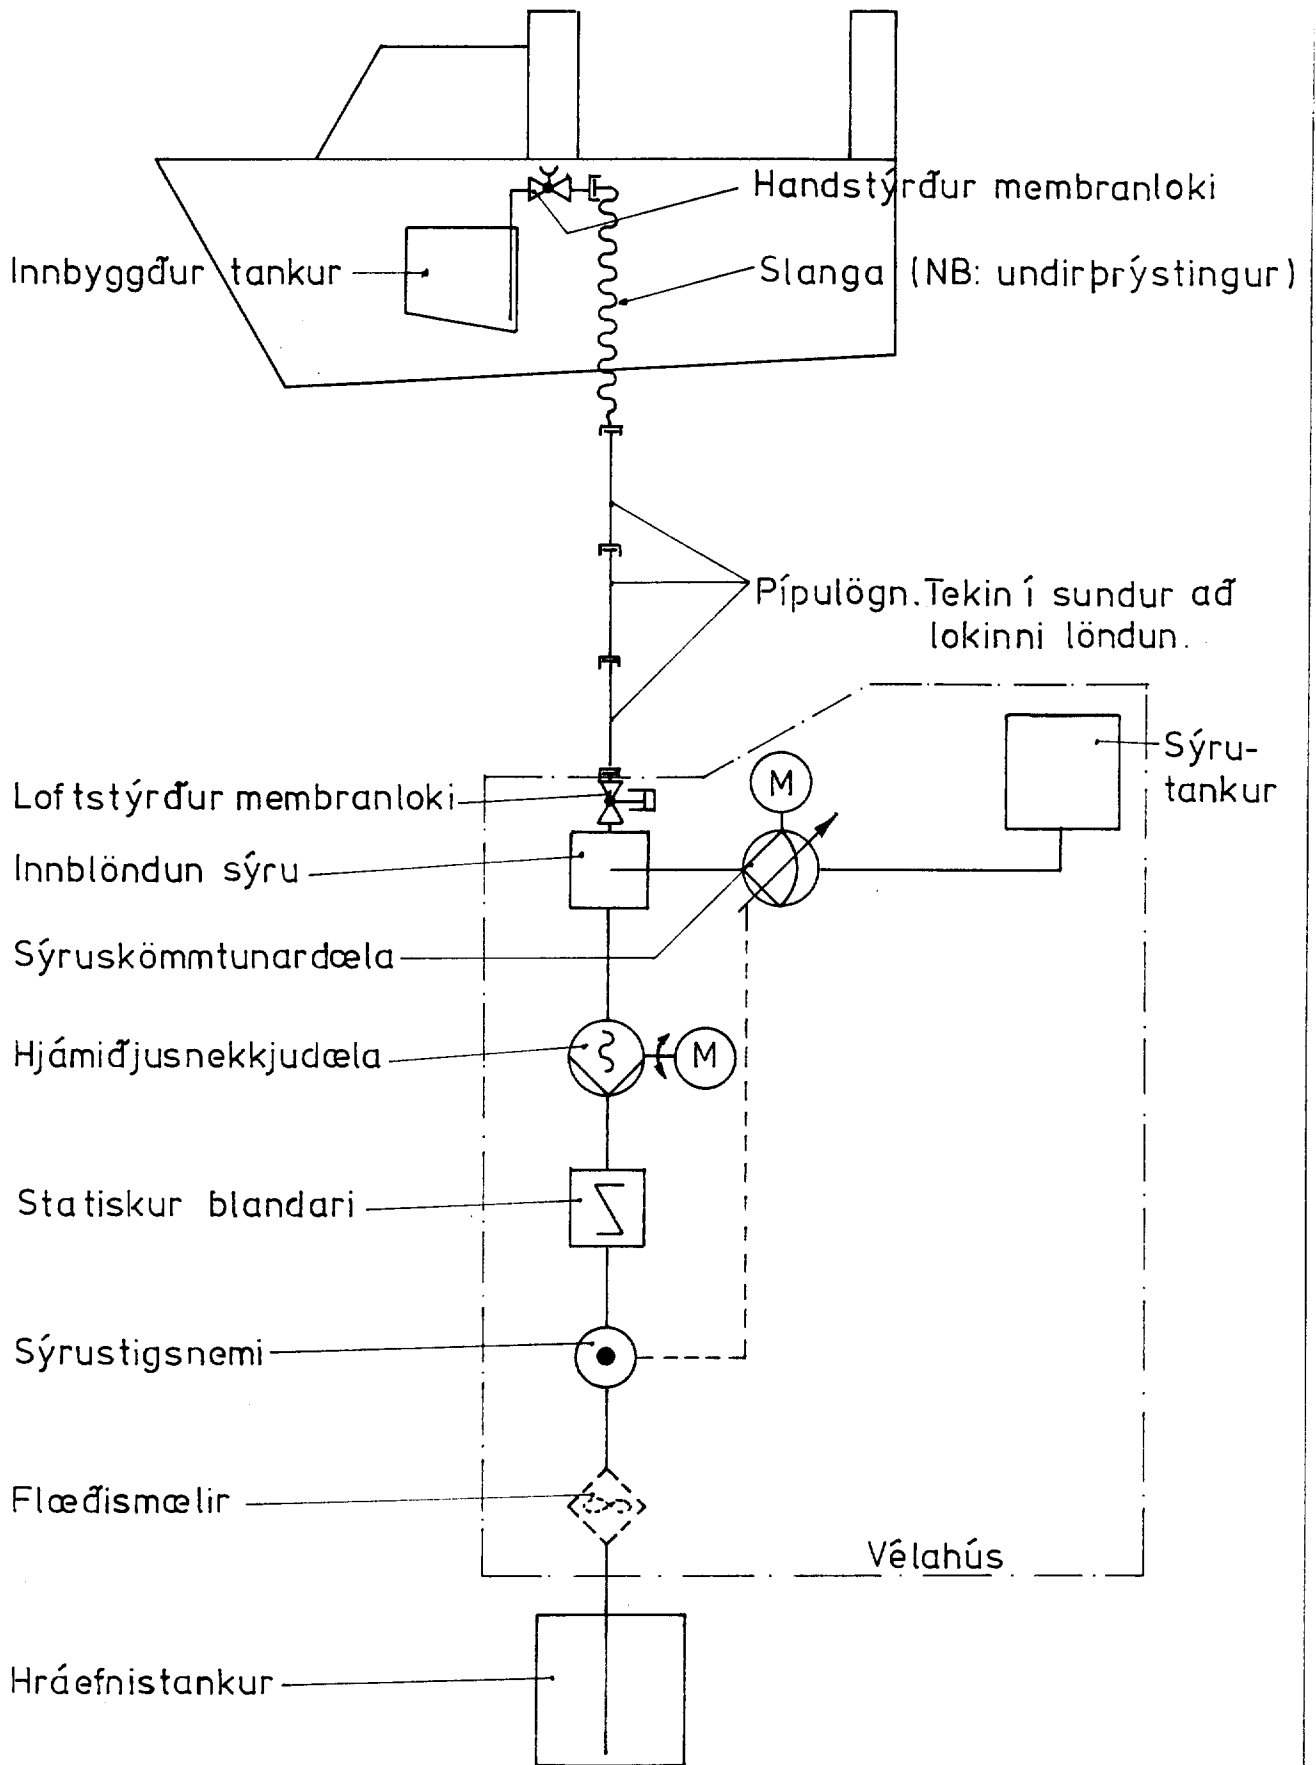 Handstýrður membranloki
Innbyggður tankur
Slanga (NB: undirþrýstingur)
Pípulögn. Tekin í sundur að
lokinni löndun.
Sýru-
tankur
M
Loftstýrður membranloki
Innblöndun sýru
Sýruskömmtunardæla
Hjámiðjusnekkjudæla
M
Statiskur blandari
Sýrustigsnemi
Flæðismælir
Vélahús
Hráefnistankur